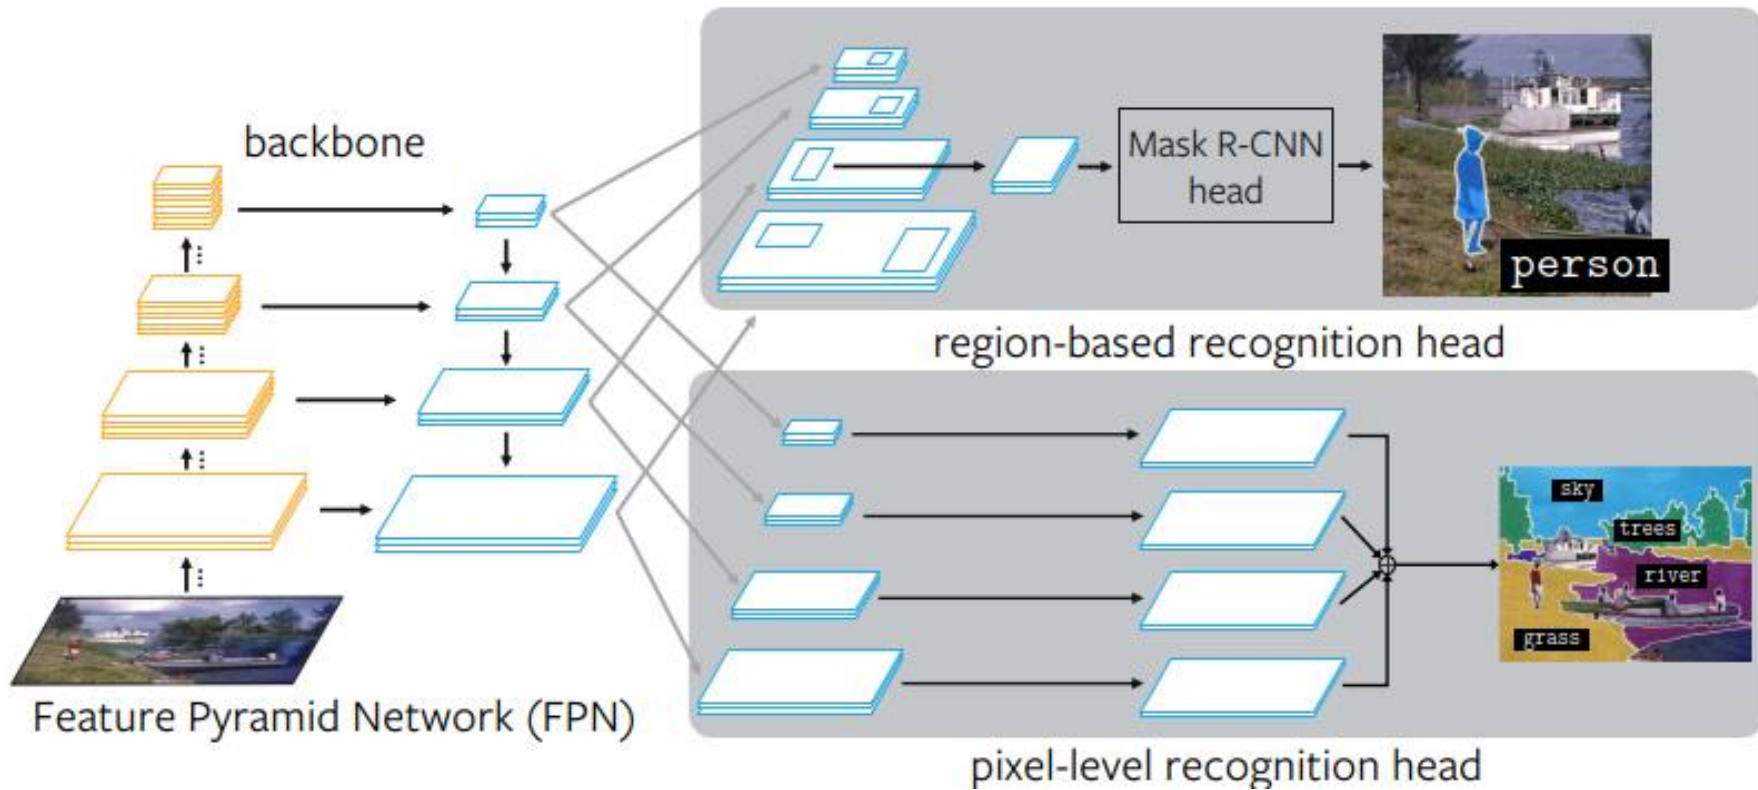 backbone
Feature Pyramid Network (FPN)
Mask R-CNN
head
person
region-based recognition head
sky
trees
river
grass
pixel-level recognition head